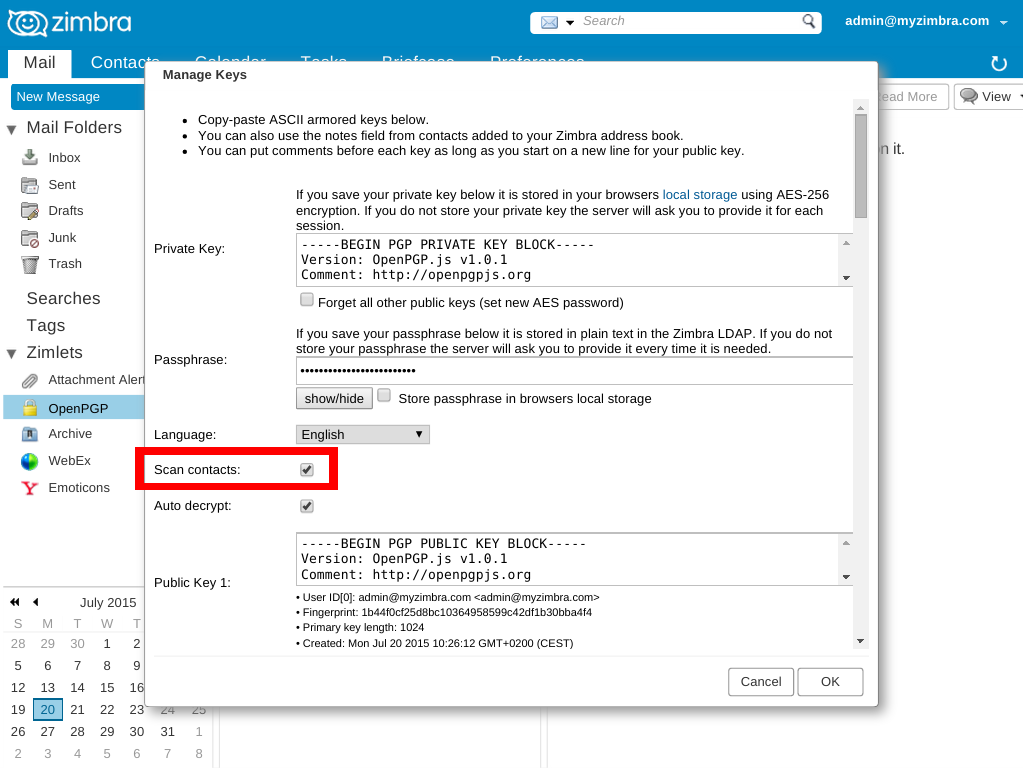 zimbra
Search
admin@myzimbra.com
Mail
Contacts Calendar Tasks Briefcase Preferences
New Message
Read More
View
Manage Keys
• Copy-paste ASCII armored keys below.
• You can also use the notes field from contacts added to your Zimbra address book.
• You can put comments before each key as long as you start on a new line for your public key.
n it.
Mail Folders
Inbox
Sent
Drafts
Junk
Trash
Searches
Tags
Zimlets
Attachment Alert
OpenPGP
Archive
WebEx
Emoticons
If you save your private key below it is stored in your browsers local storage using AES-256
encryption. If you do not store your private key the server will ask you to provide it for each
session.
Private Key:
-----BEGIN PGP PRIVATE KEY BLOCK-----
Version: OpenPGP.js v1.0.1
Comment: http://openpgpjs.org
Forget all other public keys (set new AES password)
If you save your passphrase below it is stored in plain text in the Zimbra LDAP. If you do not
store your passphrase the server will ask you to provide it every time it is needed.
Passphrase:
•••••••••••••••••••••••••
show/hide
Store passphrase in browsers local storage
Language:
English
Scan contacts:
Auto decrypt:
Public Key 1:
-----BEGIN PGP PUBLIC KEY BLOCK-----
Version: OpenPGP.js v1.0.1
Comment: http://openpgpjs.org
• User ID[0]: admin@myzimbra.com <admin@myzimbra.com>
• Fingerprint: 1b44f0cf25d8bc10364958599c42df1b30bba4f4
• Primary key length: 1024
• Created: Mon Jul 20 2015 10:26:12 GMT+0200 (CEST)
Cancel
OK
July 2015
S M T W T
28 29 30 1 2
5 6 7 8 9
12 13 14 15 16
19 20 21 22 23 24 25
26 27 28 29 30 31 1
2 3 4 5 6 7 8